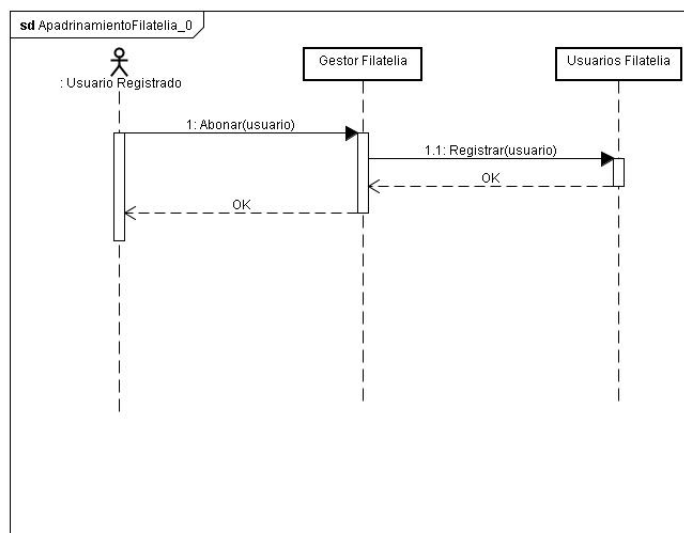 sd ApadrinamientoFilatelia_0
: Usuario Registrado
Gestor Filatelia
Usuarios Filatelia
1: Abonar(usuario)
1.1: Registrar(usuario)
OK
OK